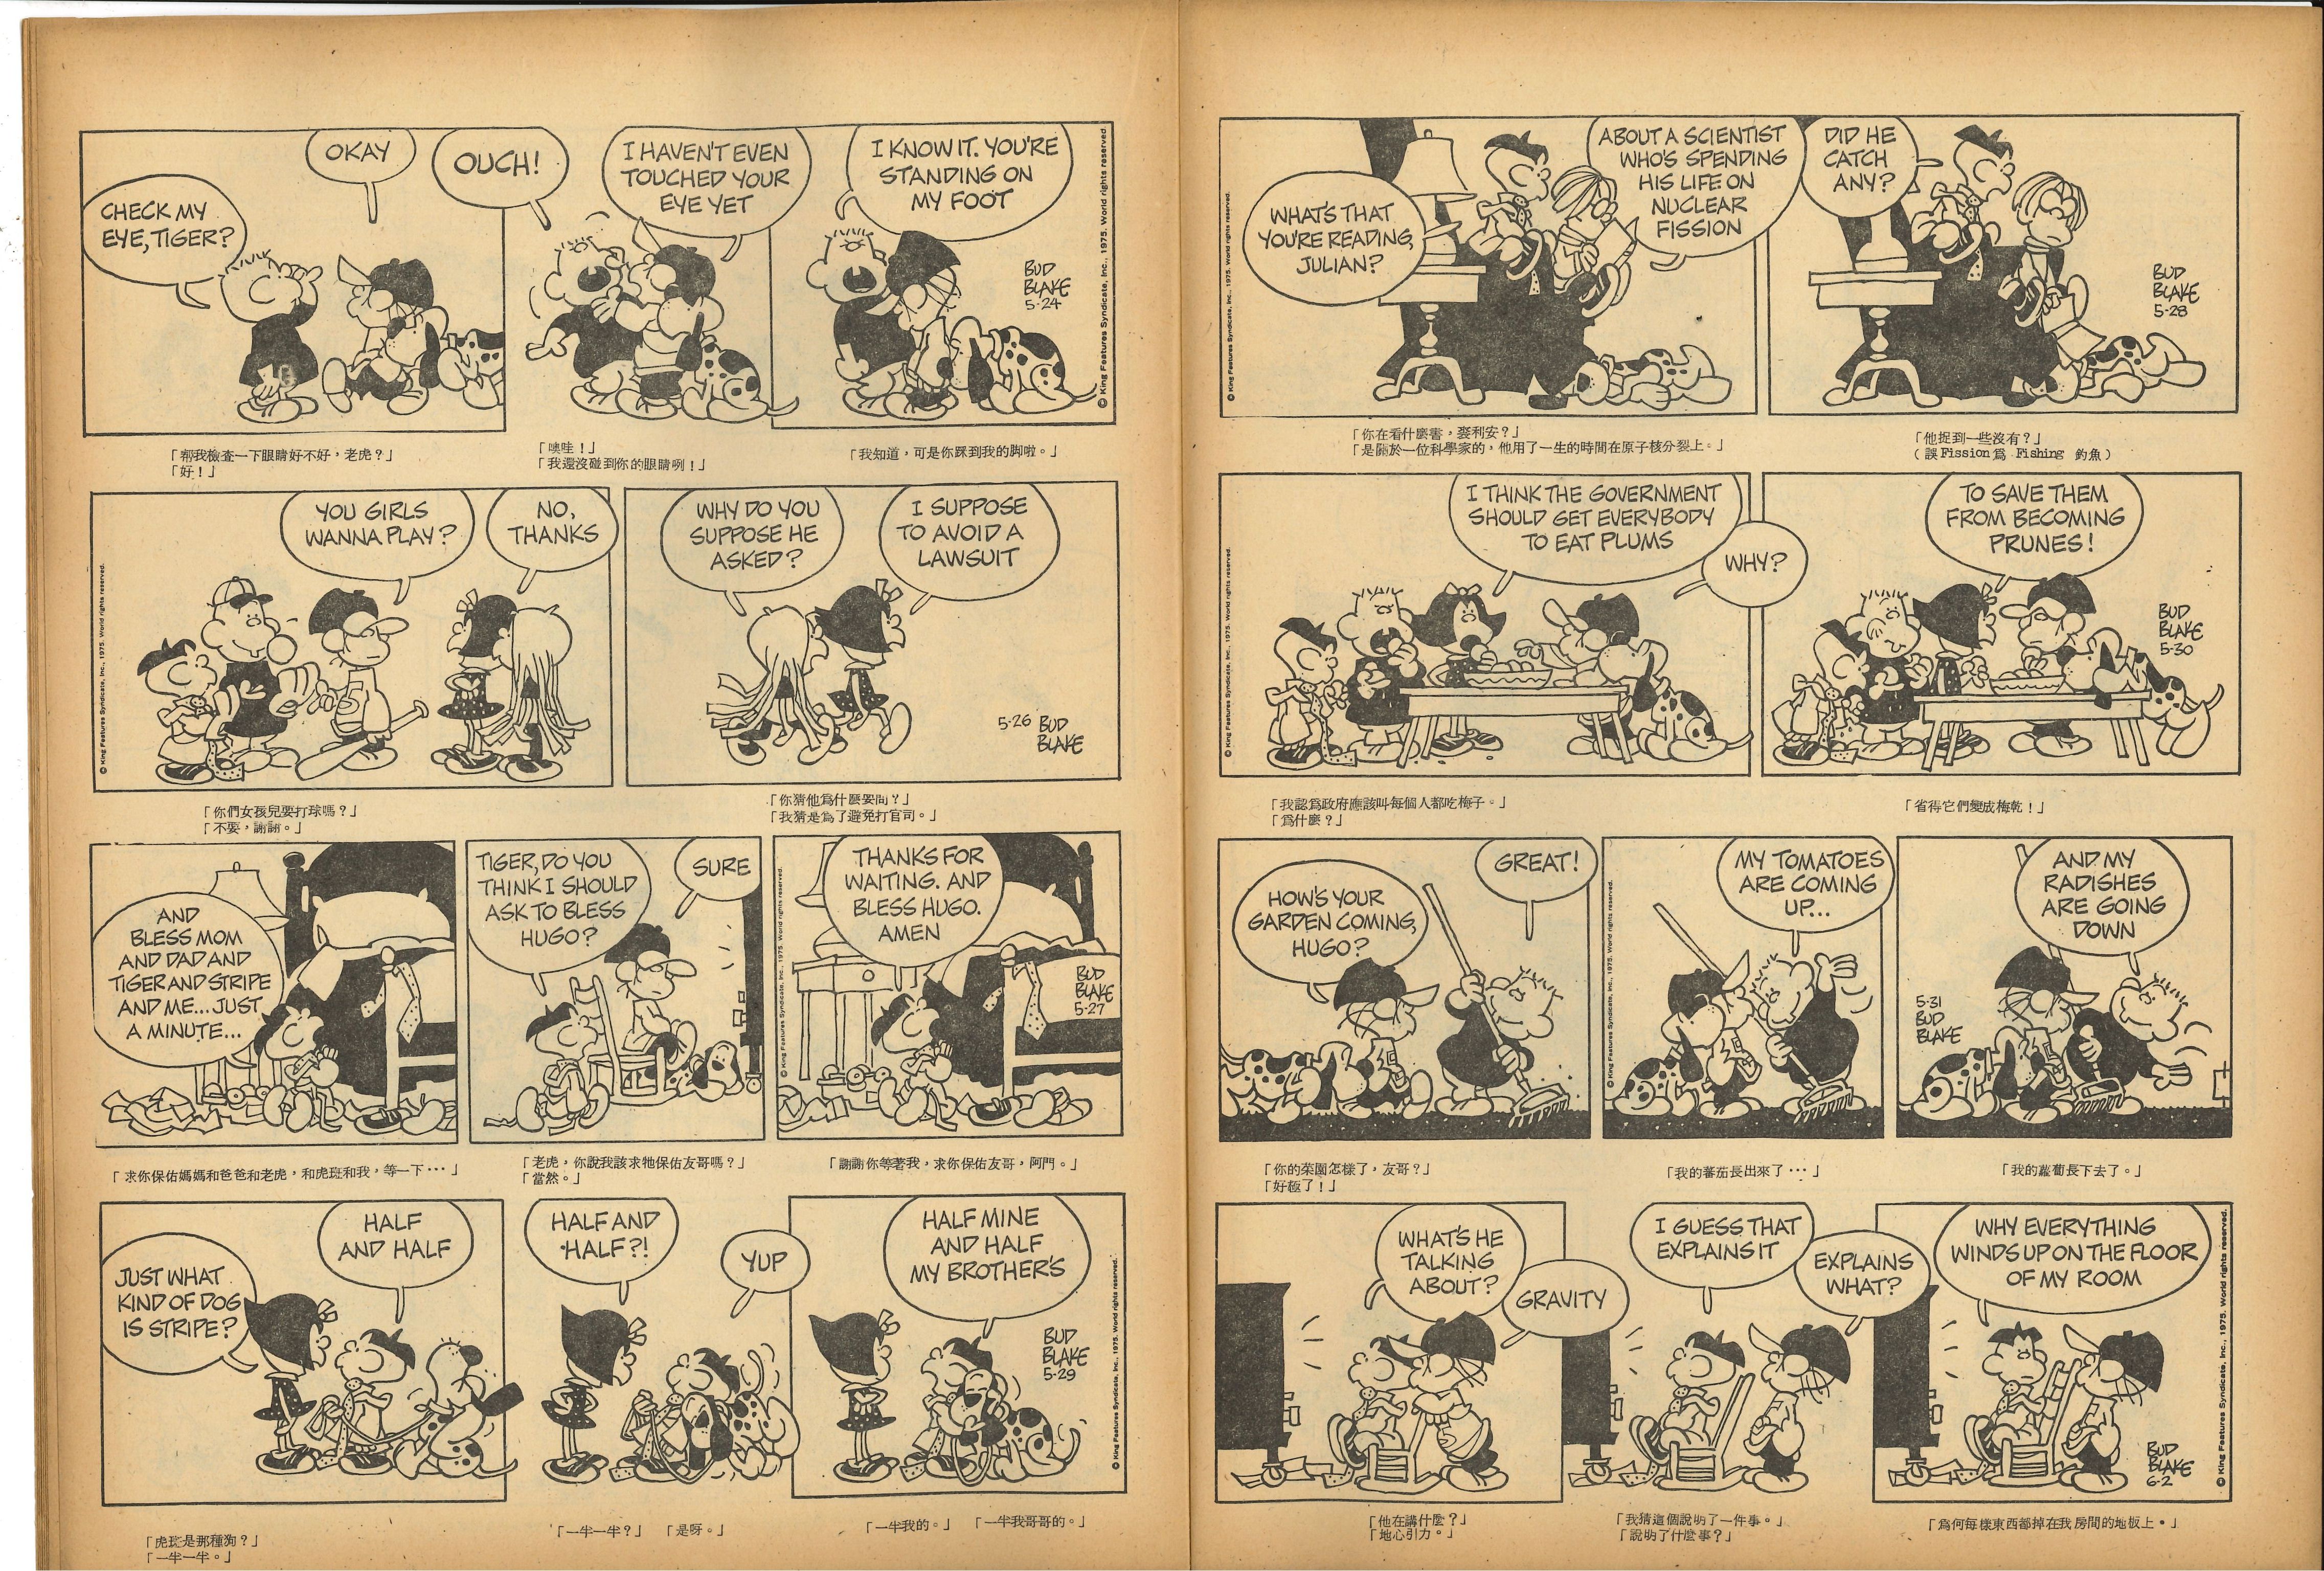 CHECK MY
EYE, TIGER?
OKAY
OUCH!
I HAVEN'T EVEN
TOUCHED YOUR
EYE YET
I KNOW IT. YOU'RE
STANDING ON
MY FOOT
BUD
BLAKE
5-24
© King Features Syndicate, Inc., 1975. World rights reserved.
「幫我檢查一下眼睛好不好，老虎？」
「好！」
「噢哇！」
「我還沒碰到你的眼睛咧！」
「我知道，可是你踩到我的脚啦。」
YOU GIRLS
WANNA PLAY?
NO,
THANKS
WHY DO YOU
SUPPOSE HE
ASKED?
I SUPPOSE
TO AVOID A
LAWSUIT
5-26 BUD
BLAKE
© King Features Syndicate, Inc., 1975. World rights reserved.
「你們女孩兒要打球嗎？」
「不要，謝謝。」
「你猜他爲什麼要問？」
「我猜是爲了避免打官司。」
AND
BLESS MOM
AND DAD AND
TIGER AND STRIPE
AND ME...JUST
A MINUTE...
TIGER, DO YOU
THINK I SHOULD
ASK TO BLESS
HUGO?
SURE
THANKS FOR
WAITING. AND
BLESS HUGO.
AMEN
BUD
BLAKE
5-27
© King Features Syndicate, Inc., 1975. World rights reserved.
「求你保佑媽媽和爸爸和老虎，和虎斑和我，等一下···」
「老虎，你說我該求牠保佑友哥嗎？」
「當然。」
「謝謝你等著我，求你保佑友哥，阿門。」
JUST WHAT
KIND OF DOG
IS STRIPE?
HALF
AND HALF
HALF AND
HALF?!
YUP
HALF MINE
AND HALF
MY BROTHER'S
BUD
BLAKE
5-29
© King Features Syndicate, Inc., 1975. World rights reserved.
「虎斑是那種狗？」
「一半一半。」
「一半一半？」 「是呀。」
「一半我的。」 「一半我哥哥的。」
WHAT'S THAT
YOU'RE READING,
JULIAN?
ABOUT A SCIENTIST
WHO'S SPENDING
HIS LIFE ON
NUCLEAR
FISSION
DID HE
CATCH
ANY?
BUD
BLAKE
5-28
© King Features Syndicate, Inc., 1975. World rights reserved.
「你在看什麼書，裘利安？」
「是關於一位科學家的，他用了一生的時間在原子核分裂上。」
「他捉到一些沒有？」
（誤Fission爲 Fishing 釣魚）
I THINK THE GOVERNMENT
SHOULD GET EVERYBODY
TO EAT PLUMS
WHY?
TO SAVE THEM
FROM BECOMING
PRUNES!
BUD
BLAKE
5-30
© King Features Syndicate, Inc., 1975. World rights reserved.
「我認爲政府應該叫每個人都吃梅子。」
「爲什麼？」
「省得它們變成梅乾！」
HOW'S YOUR
GARDEN COMING,
HUGO?
GREAT!
MY TOMATOES
ARE COMING
UP...
AND MY
RADISHES
ARE GOING
DOWN
5-31
BUD
BLAKE
© King Features Syndicate, Inc., 1975. World rights reserved.
「你的菜園怎樣了，友哥？」
「好極了！」
「我的蕃茄長出來了···」
「我的蘿蔔長下去了。」
WHAT'S HE
TALKING
ABOUT?
GRAVITY
I GUESS THAT
EXPLAINS IT
EXPLAINS
WHAT?
WHY EVERYTHING
WINDS UP ON THE FLOOR
OF MY ROOM
BUD
BLAKE
6-2
© King Features Syndicate, Inc., 1975. World rights reserved.
「他在講什麼？」
「地心引力。」
「我猜這個說明了一件事。」
「說明了什麼事？」
「爲何每樣東西都掉在我房間的地板上。」